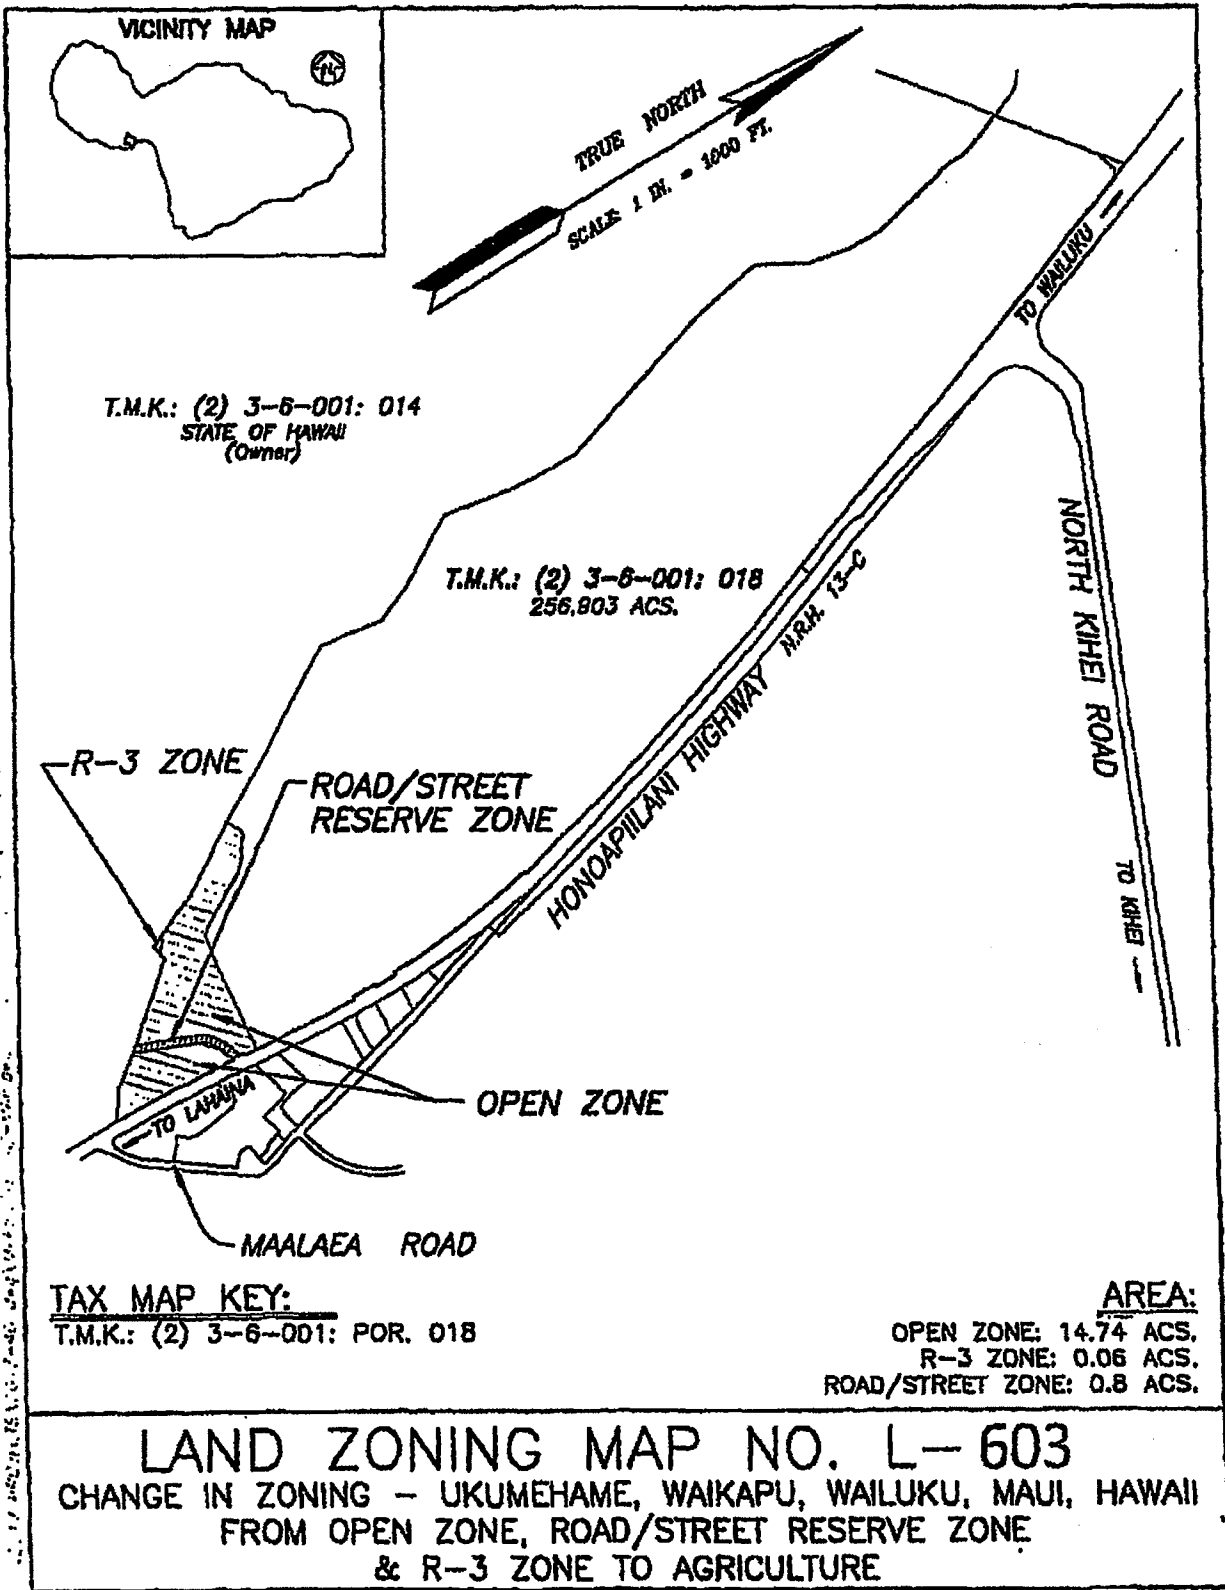 VICINITY MAP
N
TRUE NORTH
SCALE: 1 IN. = 1000 FT.
TO WAILUKU
T.M.K.: (2) 3-6-001: 014
STATE OF HAWAII
(Owner)
T.M.K.: (2) 3-6-001: 018
256.803 ACS.
N.R.H. 13-C
HONOAPIILANI HIGHWAY
NORTH KIHEI ROAD
TO KIHEI
R-3 ZONE
ROAD/STREET
RESERVE ZONE
OPEN ZONE
TO LAHAINA
MAALAEA ROAD
TAX MAP KEY:
T.M.K.: (2) 3-6-001: POR. 018
AREA:
OPEN ZONE: 14.74 ACS.
R-3 ZONE: 0.06 ACS.
ROAD/STREET ZONE: 0.8 ACS.
LAND ZONING MAP NO. L-603
CHANGE IN ZONING - UKUMEHAME, WAIKAPU, WAILUKU, MAUI, HAWAII
FROM OPEN ZONE, ROAD/STREET RESERVE ZONE
& R-3 ZONE TO AGRICULTURE